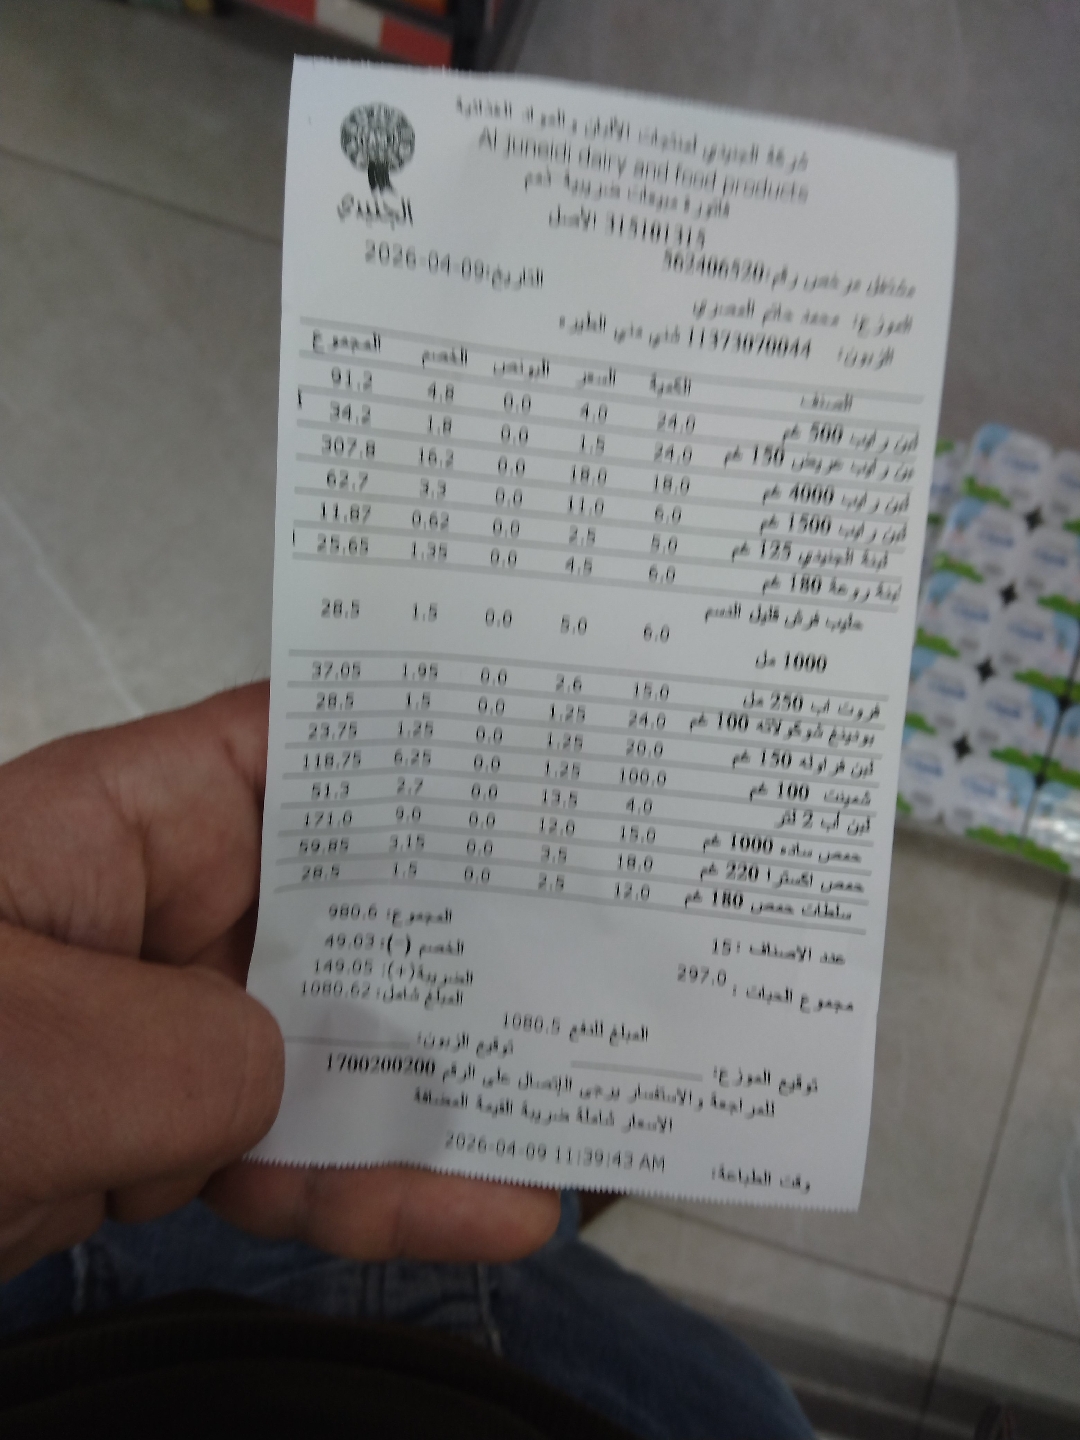 شركة الجنيدي لمنتجات الألبان والمواد الغذائية
Al juneidi dairy and food products
فاتورة مبيعات ضريبية
315101315 الأصل
الجنيدي
مشتغل مرخص رقم:562406520
التاريخ:2026-04-09
الموزع: محمد حاتم المصري
الزبون: 11373070044
الصنف الكمية السعر البونص الخصم المجموع
لبن رايب 500 غم 24.0 4.0 0.0 4.8 91.2
لبن رايب عريض 150 غم 24.0 1.5 0.0 1.8 34.2
لبن رايب 4000 غم 18.0 18.0 0.0 16.2 307.8
لبن رايب 1500 غم 6.0 11.0 0.0 3.3 62.7
لبنة الجنيدي 125 غم 5.0 2.5 0.0 0.62 11.87
لبنة روعة 180 غم 6.0 4.5 0.0 1.35 25.65
حليب فرش قليل الدسم 6.0 5.0 0.0 1.5 28.5
1000 مل
فروت اب 250 مل 15.0 2.6 0.0 1.95 37.05
بودينغ شوكولاته 100 غم 24.0 1.25 0.0 1.5 28.5
لبن فراوله 150 غم 20.0 1.25 0.0 1.25 23.75
شمينت 100 غم 100.0 1.25 0.0 6.25 118.75
لبن أب 2 لتر 4.0 13.5 0.0 2.7 51.3
حمص ساده 1000 غم 15.0 12.0 0.0 9.0 171.0
حمص اكسترا 220 غم 18.0 3.5 0.0 3.15 59.85
سلطات حمص 180 غم 12.0 2.5 0.0 1.5 28.5
عدد الاصناف :15
المجموع: 980.6
الخصم (-): 49.03
مجموع الحبات : 297.0
الضريبة(+): 149.05
المبلغ شامل: 1080.62
المبلغ للدفع 1080.5
توقيع الزبون:
توقيع الموزع:
للمراجعة والاستفسار يرجى الإتصال على الرقم 1700200200
الاسعار شاملة ضريبة القيمة المضافة
وقت الطباعة: 2026-04-09 11:39:43 AM